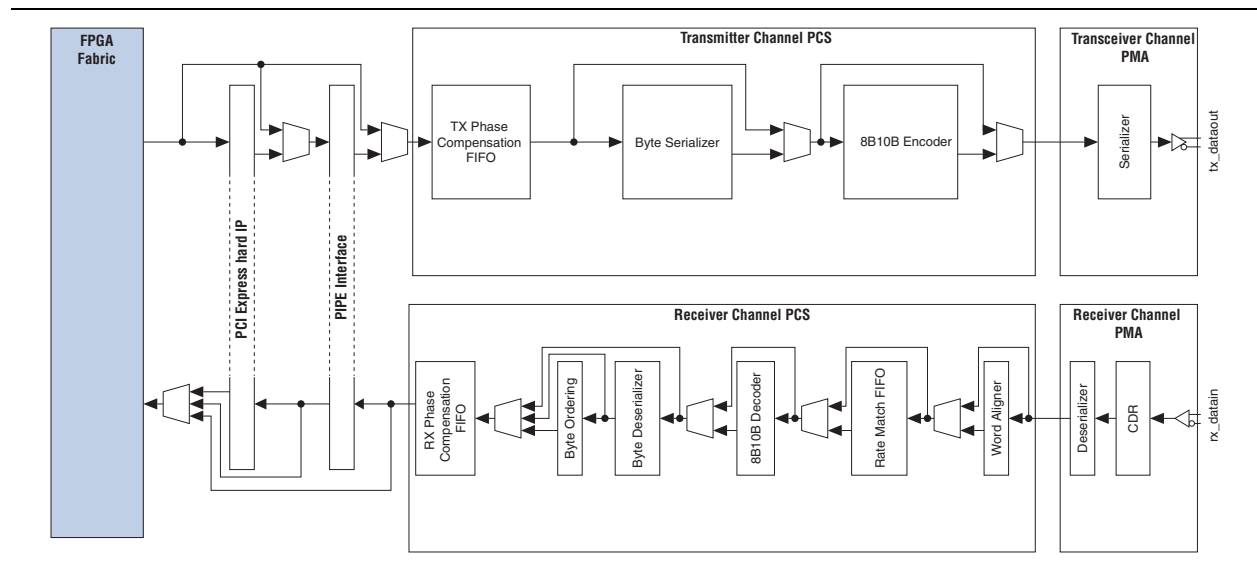 FPGA
Fabric
Transmitter Channel PCS
Transceiver Channel
PMA
TX Phase
Compensation
FIFO
Byte Serializer
8B10B Encoder
Serializer
tx_dataout
PCI Express hard IP
PIPE Interface
Receiver Channel PCS
Receiver Channel
PMA
RX Phase
Compensation
FIFO
Byte Ordering
Byte Deserializer
8B10B Decoder
Rate Match FIFO
Word Aligner
Deserializer
CDR
rx_datain